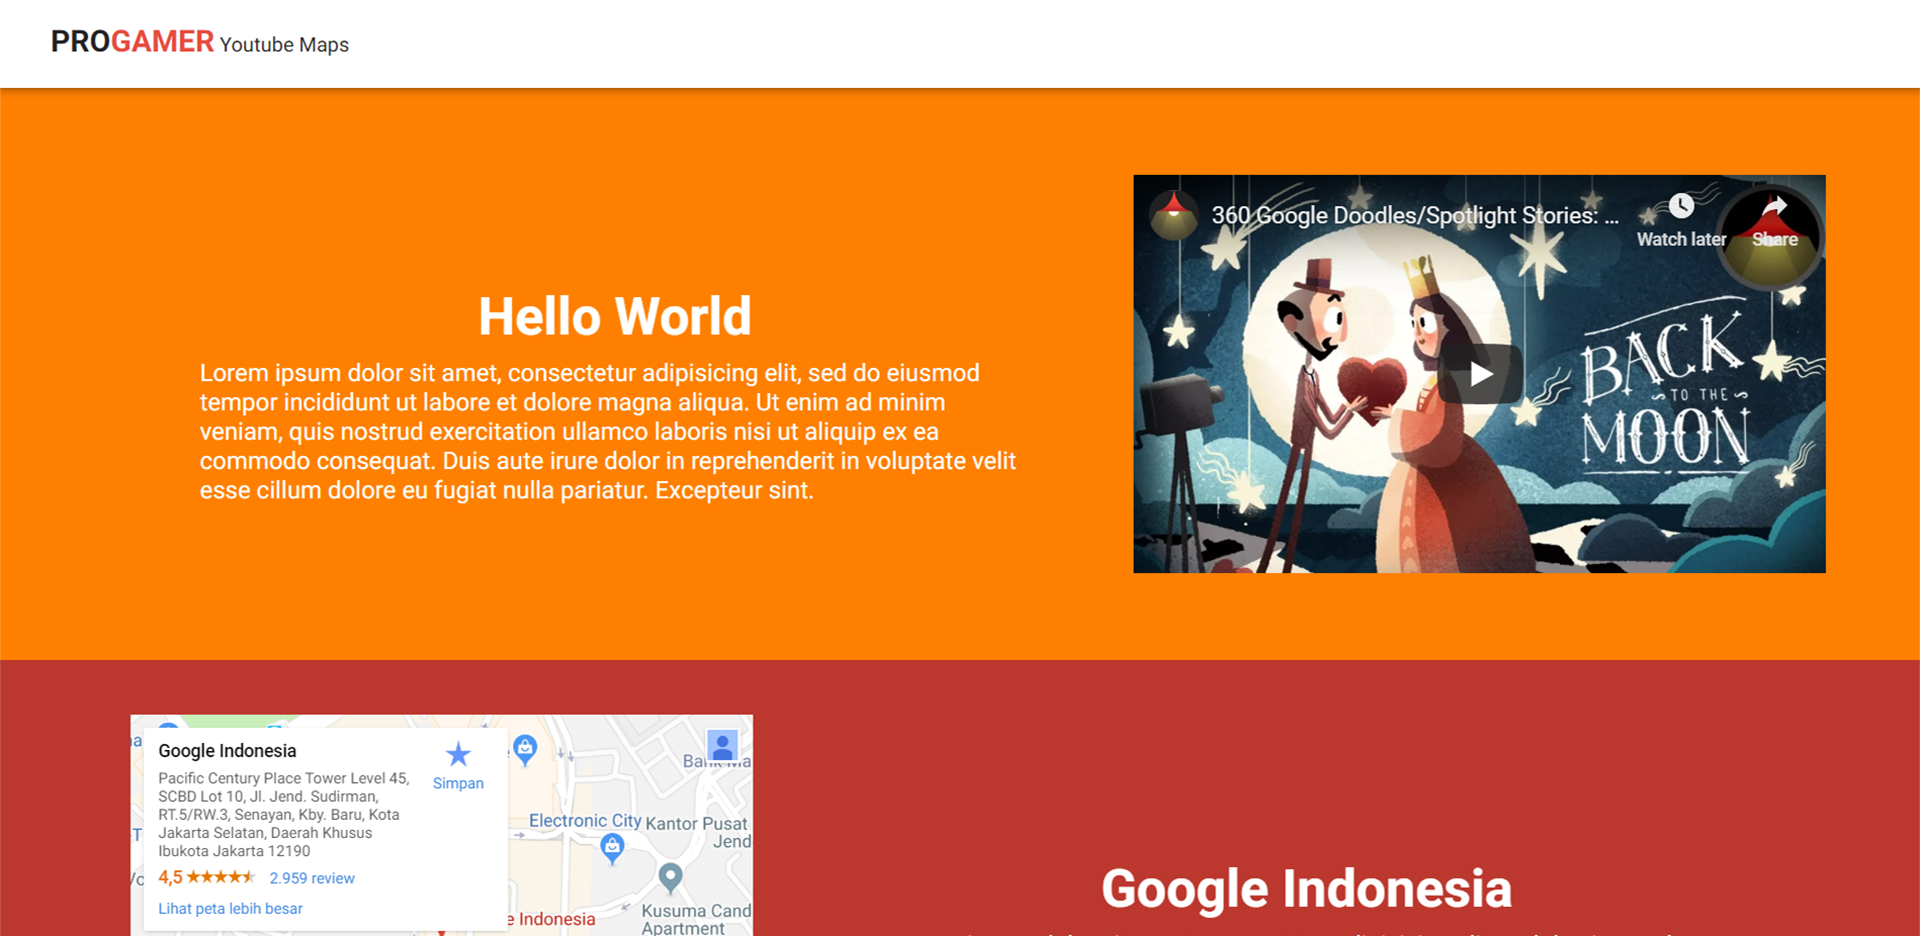 PROGAMER Youtube Maps
Hello World
Lorem ipsum dolor sit amet, consectetur adipisicing elit, sed do eiusmod
tempor incididunt ut labore et dolore magna aliqua. Ut enim ad minim
veniam, quis nostrud exercitation ullamco laboris nisi ut aliquip ex ea
commodo consequat. Duis aute irure dolor in reprehenderit in voluptate velit
esse cillum dolore eu fugiat nulla pariatur. Excepteur sint.
360 Google Doodles/Spotlight Stories: ...
Watch later
Share
BACK
TO THE
MOON
Google Indonesia
Pacific Century Place Tower Level 45,
SCBD Lot 10, Jl. Jend. Sudirman,
RT.5/RW.3, Senayan, Kby. Baru, Kota
Jakarta Selatan, Daerah Khusus
Ibukota Jakarta 12190
4,5
2.959 review
Lihat peta lebih besar
Simpan
Electronic City
Kantor Pusat
Jend
Kusuma Cand
Apartment
e Indonesia
Google Indonesia